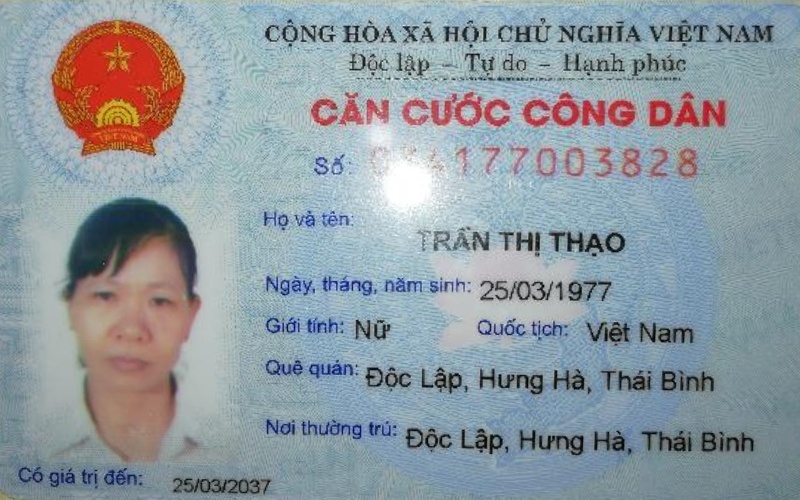 CỘNG HÒA XÃ HỘI CHỦ NGHĨA VIỆT NAM
Độc lập - Tự do - Hạnh phúc
CĂN CƯỚC CÔNG DÂN
Số: 034177003828
Họ và tên:
TRẦN THỊ THẠO
Ngày, tháng, năm sinh: 25/03/1977
Giới tính: Nữ Quốc tịch: Việt Nam
Quê quán: Độc Lập, Hưng Hà, Thái Bình
Nơi thường trú: Độc Lập, Hưng Hà, Thái Bình
Có giá trị đến: 25/03/2037